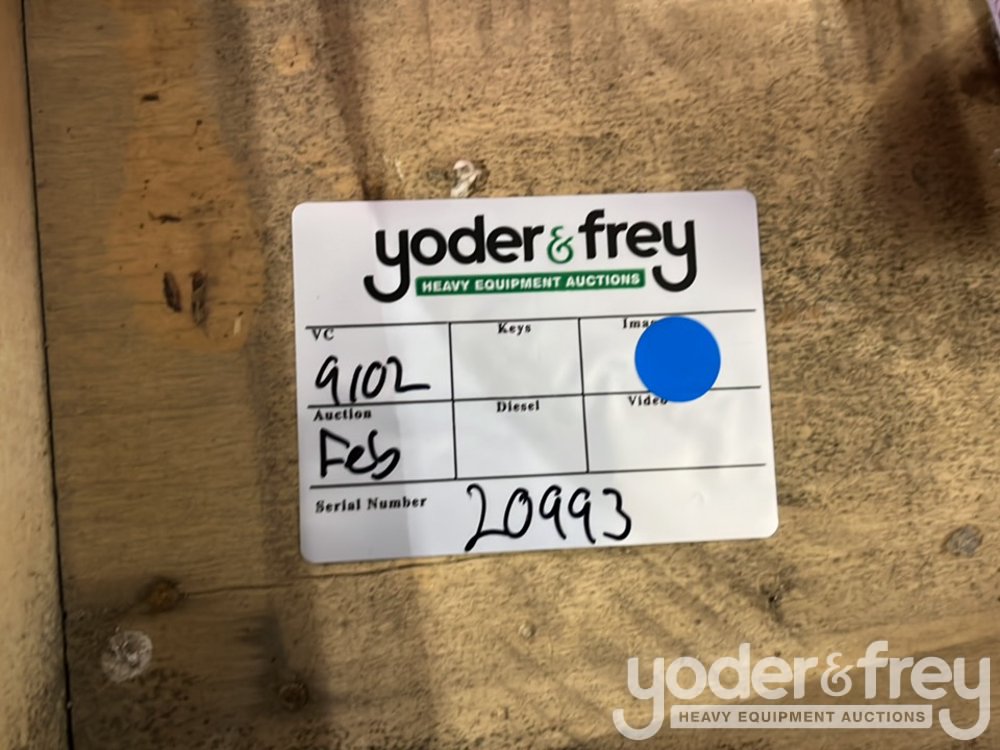 yoder & frey
HEAVY EQUIPMENT AUCTIONS
VC Keys
9102
Auction Diesel Video
Feb
Serial Number 20993
yoder & frey
HEAVY EQUIPMENT AUCTIONS